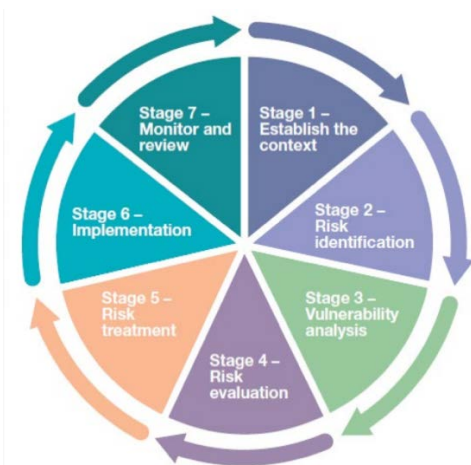 Stage 1 –
Establish the
context
Stage 2 –
Risk
identification
Stage 3 –
Vulnerability
analysis
Stage 4 –
Risk
evaluation
Stage 5 –
Risk
treatment
Stage 6 –
Implementation
Stage 7 –
Monitor and
review